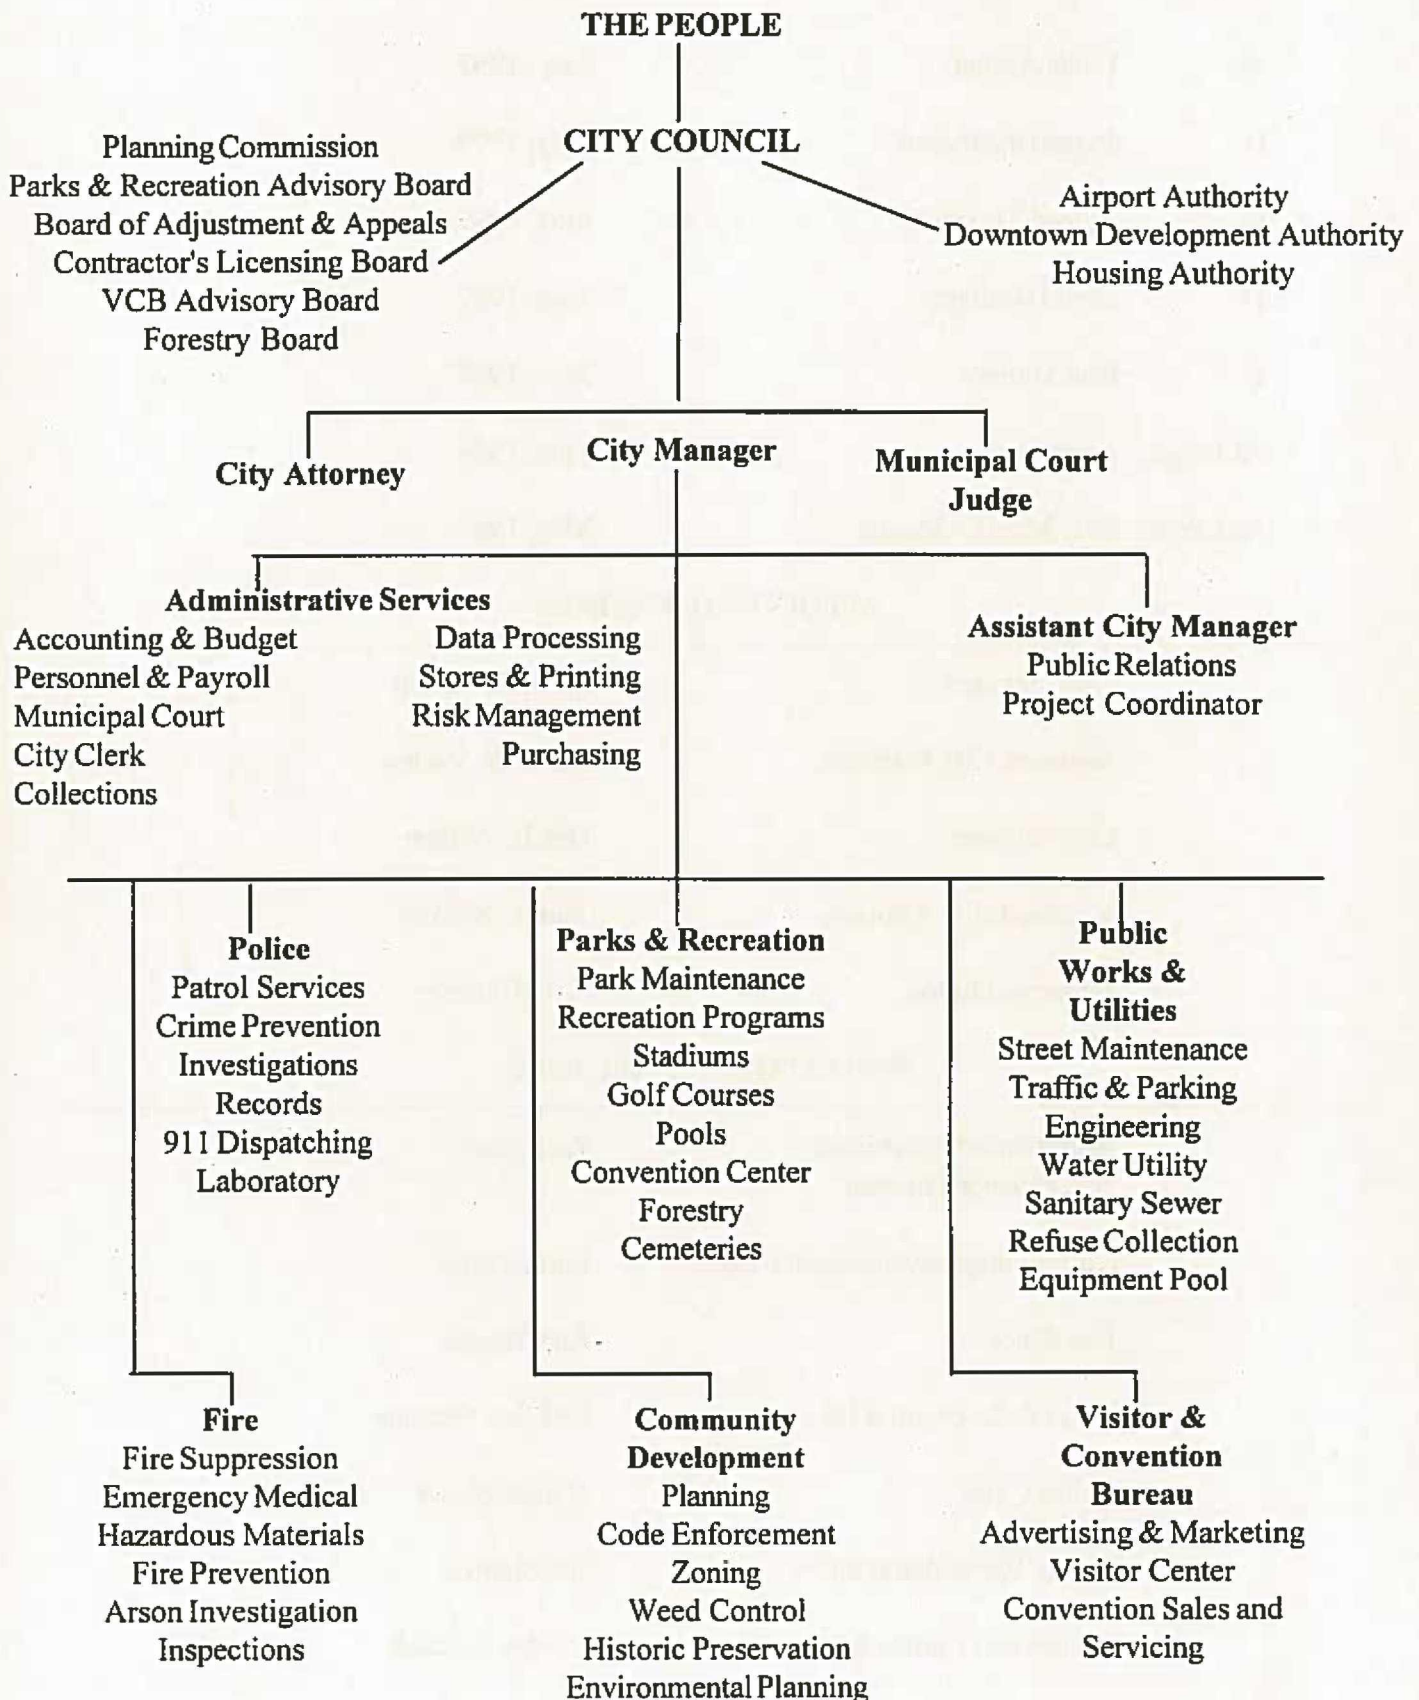 THE PEOPLE
CITY COUNCIL
Planning Commission
Parks & Recreation Advisory Board
Board of Adjustment & Appeals
Contractor's Licensing Board
VCB Advisory Board
Forestry Board
Airport Authority
Downtown Development Authority
Housing Authority
City Attorney
City Manager
Municipal Court
Judge
Administrative Services
Accounting & Budget
Personnel & Payroll
Municipal Court
City Clerk
Collections
Data Processing
Stores & Printing
Risk Management
Purchasing
Assistant City Manager
Public Relations
Project Coordinator
Police
Patrol Services
Crime Prevention
Investigations
Records
911 Dispatching
Laboratory
Parks & Recreation
Park Maintenance
Recreation Programs
Stadiums
Golf Courses
Pools
Convention Center
Forestry
Cemeteries
Public
Works &
Utilities
Street Maintenance
Traffic & Parking
Engineering
Water Utility
Sanitary Sewer
Refuse Collection
Equipment Pool
Fire
Fire Suppression
Emergency Medical
Hazardous Materials
Fire Prevention
Arson Investigation
Inspections
Community
Development
Planning
Code Enforcement
Zoning
Weed Control
Historic Preservation
Environmental Planning
Visitor &
Convention
Bureau
Advertising & Marketing
Visitor Center
Convention Sales and
Servicing